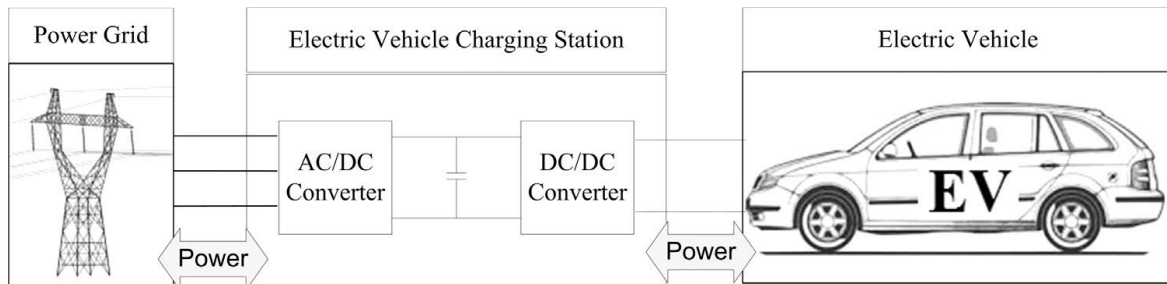 Power Grid
Electric Vehicle Charging Station
Electric Vehicle
AC/DC
Converter
DC/DC
Converter
EV
Power
Power